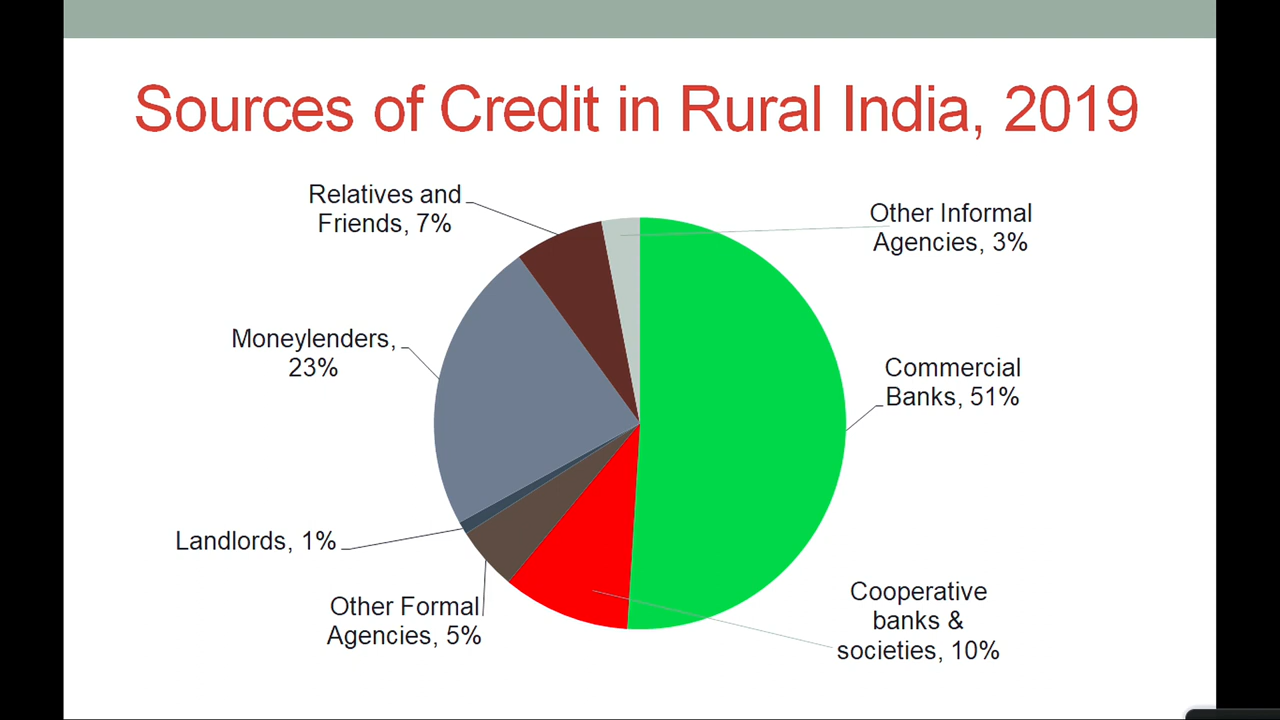 Sources of Credit in Rural India, 2019
Relatives and
Friends, 7%
Other Informal
Agencies, 3%
Moneylenders,
23%
Commercial
Banks, 51%
Landlords, 1%
Other Formal
Agencies, 5%
Cooperative
banks &
societies, 10%